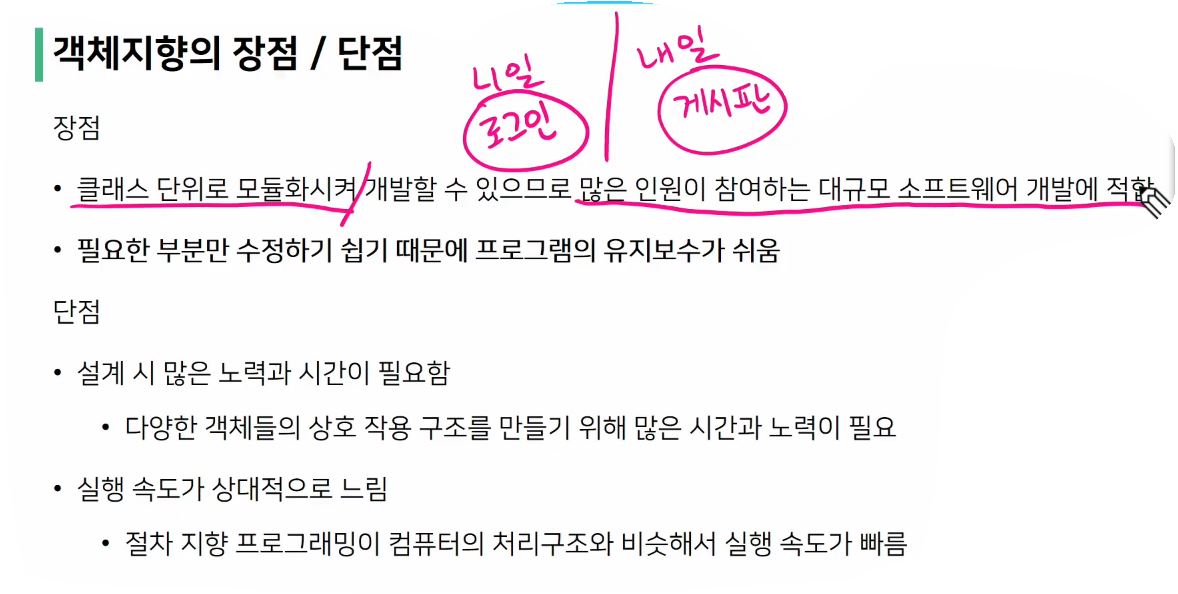 객체지향의 장점 / 단점
니일
내일
로그인
게시판
장점
• 클래스 단위로 모듈화시켜 개발할 수 있으므로 많은 인원이 참여하는 대규모 소프트웨어 개발에 적합
• 필요한 부분만 수정하기 쉽기 때문에 프로그램의 유지보수가 쉬움
단점
• 설계 시 많은 노력과 시간이 필요함
• 다양한 객체들의 상호 작용 구조를 만들기 위해 많은 시간과 노력이 필요
• 실행 속도가 상대적으로 느림
• 절차 지향 프로그래밍이 컴퓨터의 처리구조와 비슷해서 실행 속도가 빠름